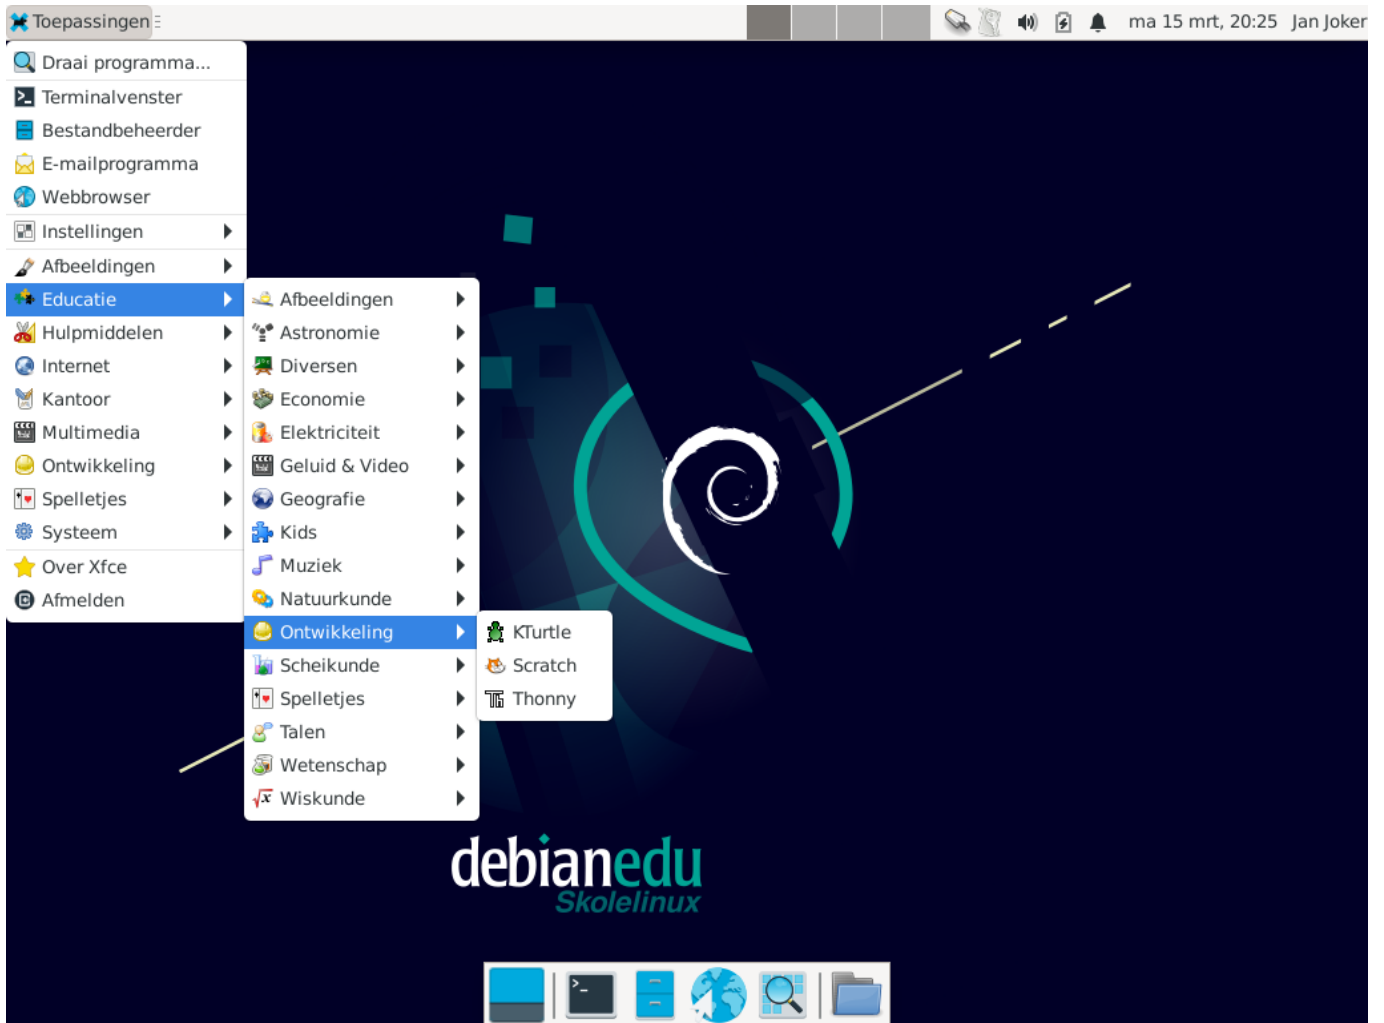 Toepassingen
ma 15 mrt, 20:25 Jan Joker
Draai programma...
Terminalvenster
Bestandbeheerder
E-mailprogramma
Webbrowser
Instellingen
Afbeeldingen
Educatie
Hulpmiddelen
Internet
Kantoor
Multimedia
Ontwikkeling
Spelletjes
Systeem
Over Xfce
Afmelden
Afbeeldingen
Astronomie
Diversen
Economie
Elektriciteit
Geluid & Video
Geografie
Kids
Muziek
Natuurkunde
Ontwikkeling
Scheikunde
Spelletjes
Talen
Wetenschap
Wiskunde
KTurtle
Scratch
Thonny
debianedu
Skolelinux